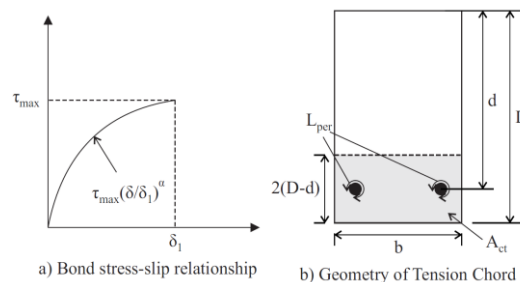 τmax
τmax(δ/δ1)^α
δ1
a) Bond stress-slip relationship
Lper
d
2(D-d)
b
Act
b) Geometry of Tension Chord